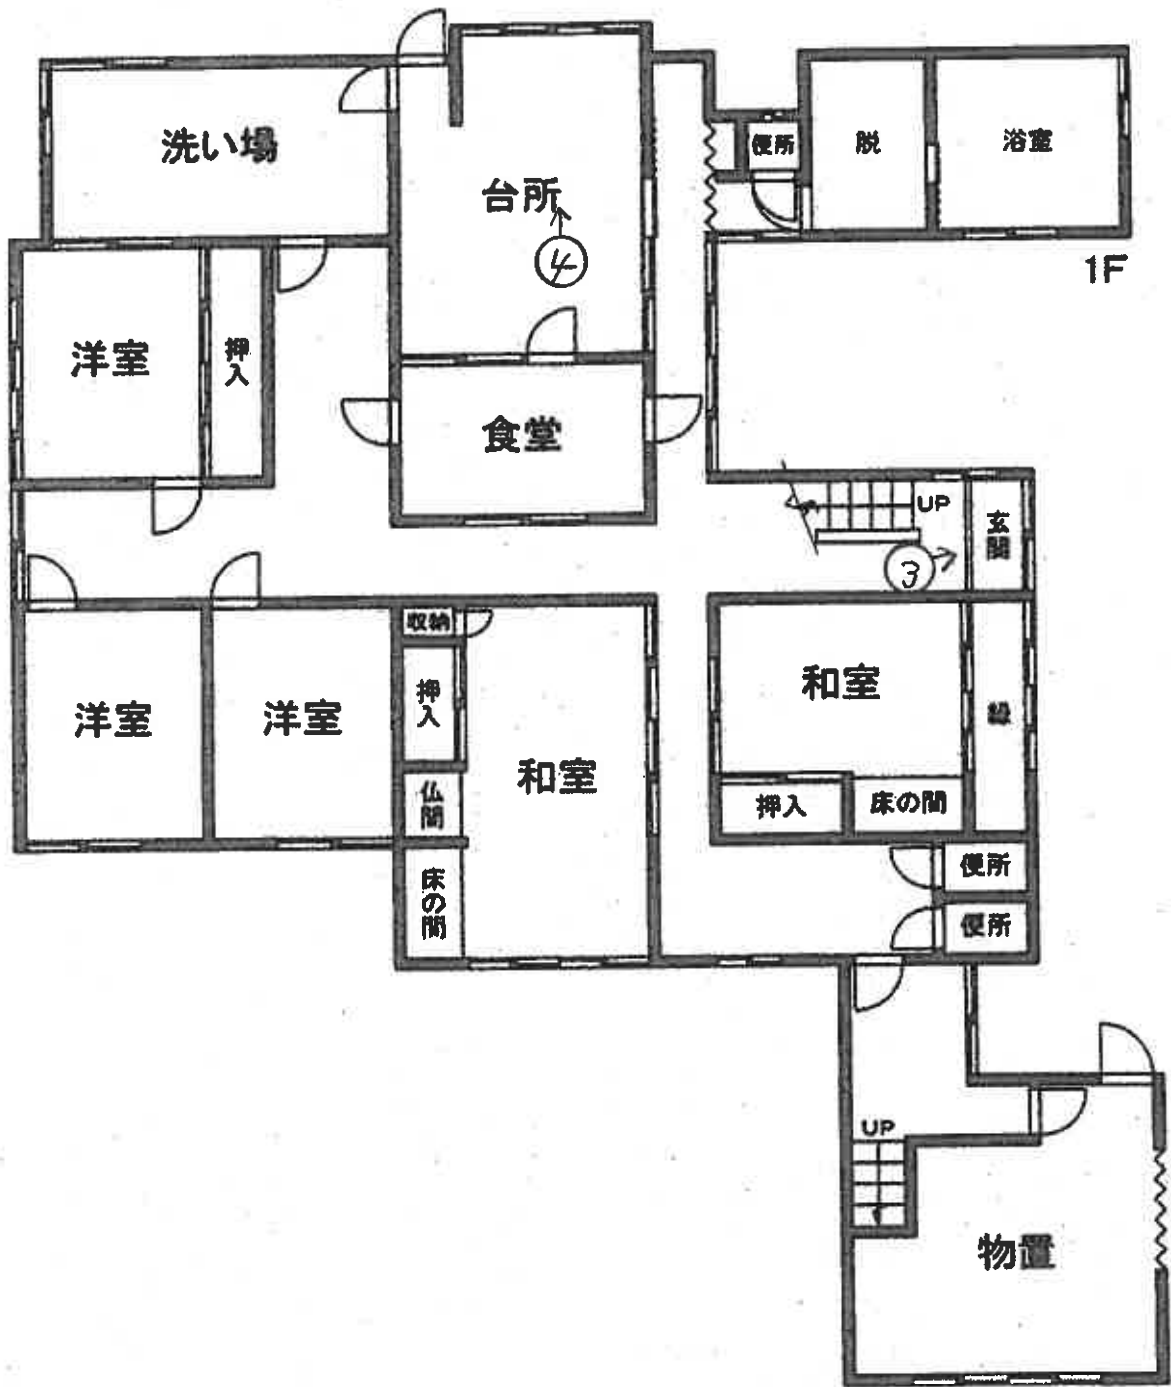 洗い場
台所
④
便所
脱
浴室
1F
洋室
押入
食堂
UP
玄関
③
洋室
洋室
収納
押入
仏間
床の間
和室
和室
縁
押入
床の間
便所
便所
UP
物置